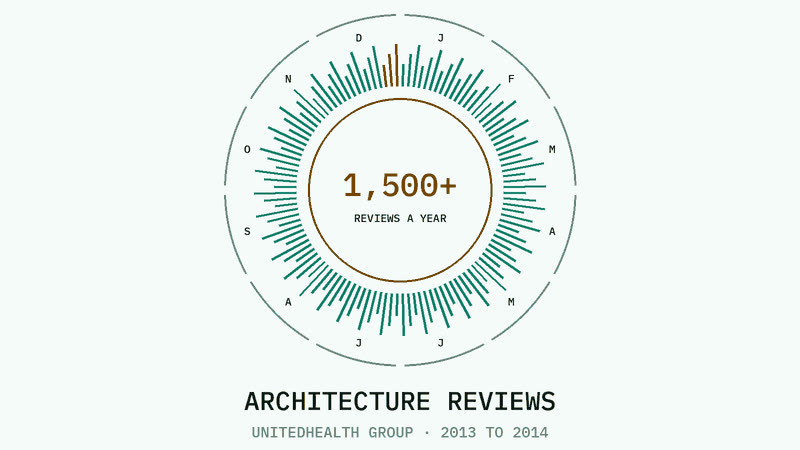 D J
N F
O M
1,500+
REVIEWS A YEAR
S A
A M
J J
ARCHITECTURE REVIEWS
UNITEDHEALTH GROUP · 2013 TO 2014